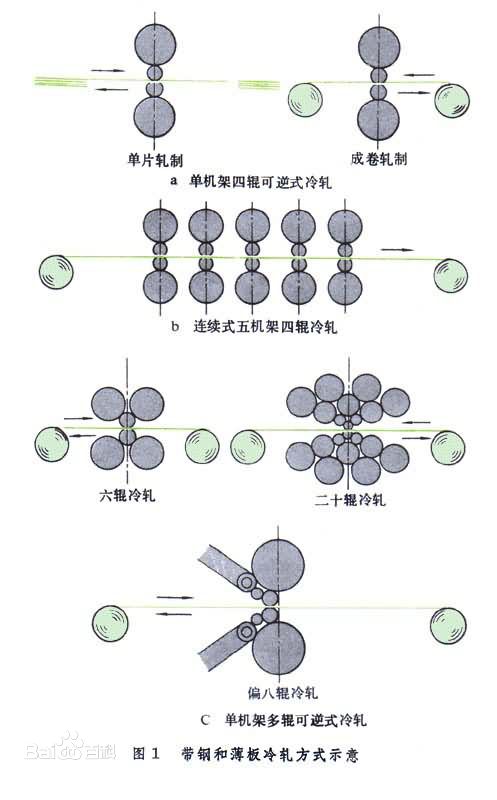 单片轧制 成卷轧制
a 单机架四辊可逆式冷轧
b 连续式五机架四辊冷轧
六辊冷轧 二十辊冷轧
偏八辊冷轧
C 单机架多辊可逆式冷轧
Bai百科
图1 带钢和薄板冷轧方式示意